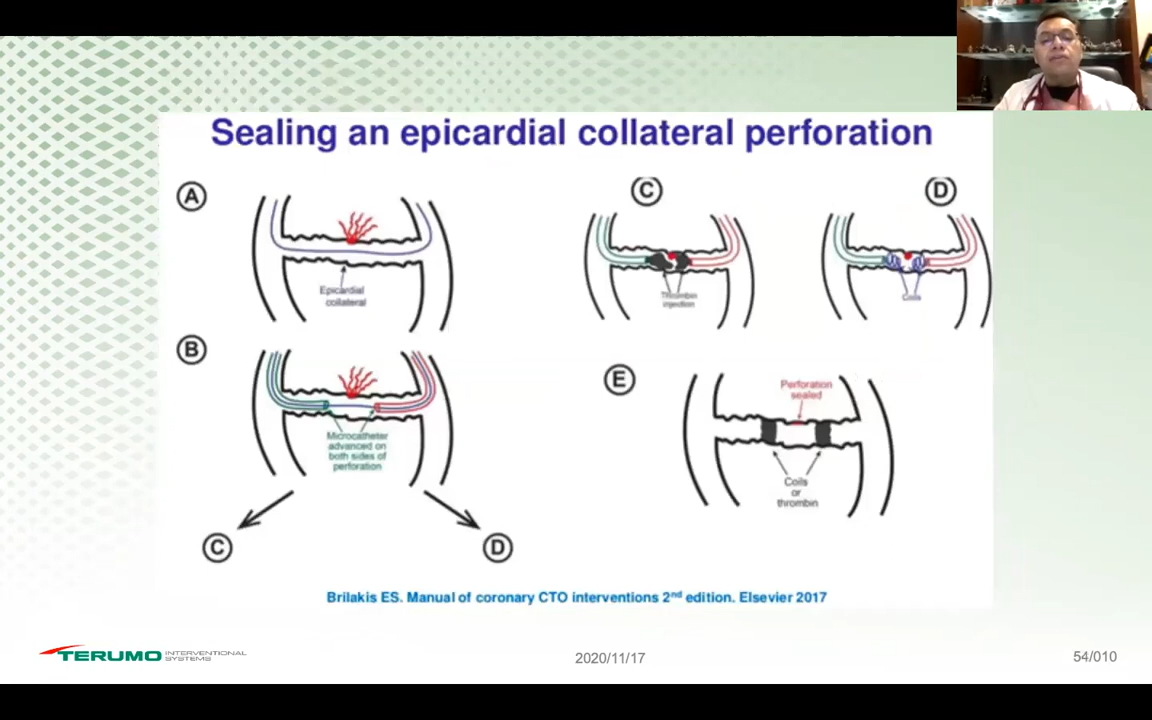 Sealing an epicardial collateral perforation
A
Epicardial
collateral
B
Microcatheter
advanced on
both sides of
perforation
C
D
C
Thrombin
injection
D
Coils
E
Perforation
sealed
Coils
or
thrombin
Brilakis ES. Manual of coronary CTO interventions 2nd edition. Elsevier 2017
TERUMO INTERVENTIONAL
SYSTEMS
2020/11/17
54/010